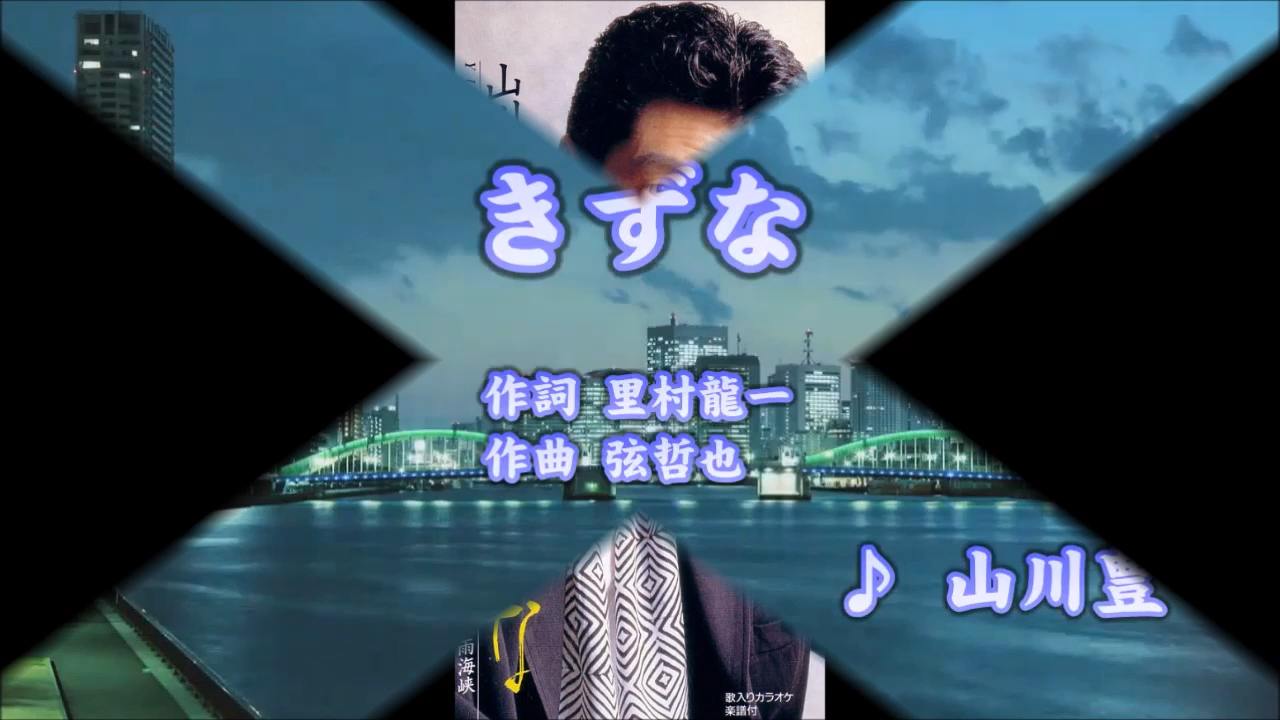 山
きずな
作詞 里村龍一
作曲 弦哲也
♪ 山川豊
雨海峡
歌入りカラオケ
楽譜付